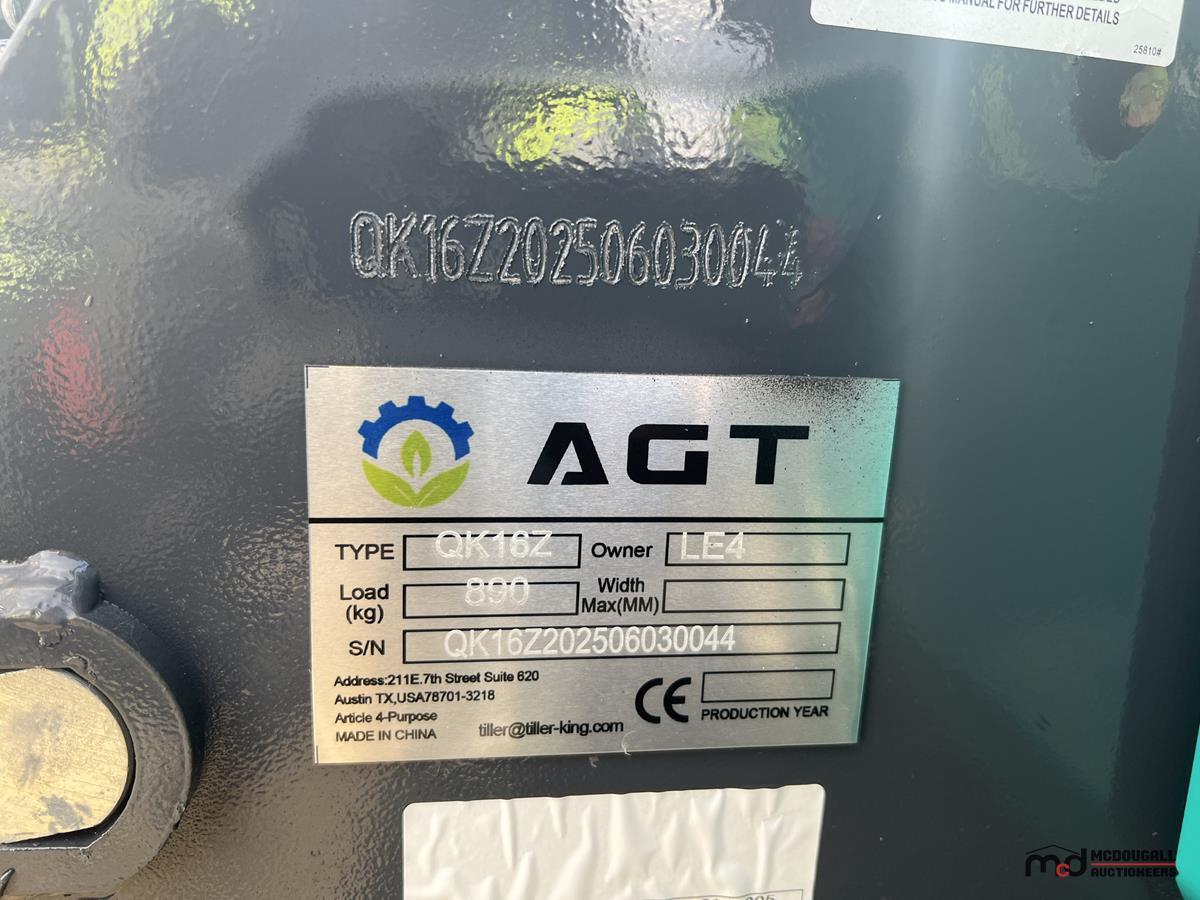 MANUAL FOR FURTHER DETAILS
25810#
QK16Z202506030044
AGT
TYPE QK16Z Owner LE4
Load (kg) 890 Width Max(MM)
S/N QK16Z202506030044
Address:211E.7th Street Suite 620
Austin TX,USA78701-3218
Article 4-Purpose
MADE IN CHINA tiller@tiller-king.com
CE PRODUCTION YEAR
mcd MCDOUGALL
AUCTIONEERS